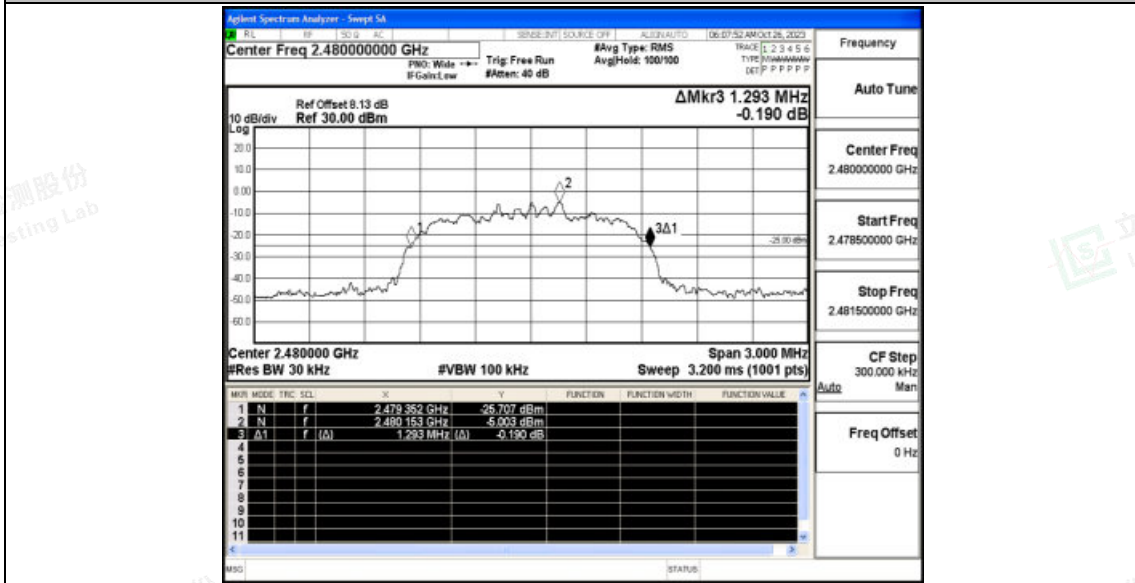 Agilent Spectrum Analyzer - Swept SA
RL RF 50 Ω AC SENSE:INT SOURCE OFF ALIGNAUTO 06:07:52 AM Oct 26, 2023
Center Freq 2.480000000 GHz
PNO: Wide
IFGain:Low
Trig: Free Run
#Atten: 40 dB
#Avg Type: RMS
Avg|Hold: 100/100
TRACE 1 2 3 4 5 6
TYPE
DET P P P P P P
ΔMkr3 1.293 MHz
-0.190 dB
Ref Offset 8.13 dB
10 dB/div Ref 30.00 dBm
Log
20.0
10.0
0.00
-10.0
-20.0
-30.0
-40.0
-50.0
-60.0
1
2
3Δ1
-25.00 dBm
Center 2.480000 GHz Span 3.000 MHz
#Res BW 30 kHz #VBW 100 kHz Sweep 3.200 ms (1001 pts)
MKR MODE TRC SCL X Y FUNCTION FUNCTION WIDTH FUNCTION VALUE
1 N f 2.479 352 GHz -25.707 dBm
2 N f 2.480 153 GHz -5.003 dBm
3 Δ1 f (Δ) 1.293 MHz (Δ) -0.190 dB
4
5
6
7
8
9
10
11
MSG STATUS
Frequency
Auto Tune
Center Freq
2.480000000 GHz
Start Freq
2.478500000 GHz
Stop Freq
2.481500000 GHz
CF Step
300.000 kHz
Auto Man
Freq Offset
0 Hz
测股份
sting Lab
立